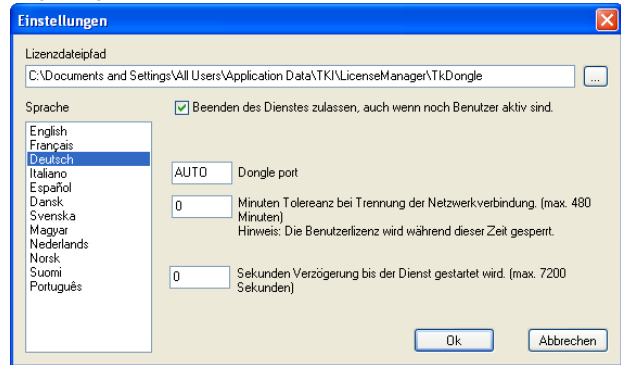 Einstellungen
Lizenzdateipfad
C:\Documents and Settings\All Users\Application Data\TKI\LicenseManager\TkDongle
...
Sprache
Beenden des Dienstes zulassen, auch wenn noch Benutzer aktiv sind.
English
Français
Deutsch
Italiano
Español
Dansk
Svenska
Magyar
Nederlands
Norsk
Suomi
Português
AUTO
Dongle port
0
Minuten Tolereanz bei Trennung der Netzwerkverbindung. (max. 480
Minuten)
Hinweis: Die Benutzerlizenz wird während dieser Zeit gesperrt.
0
Sekunden Verzögerung bis der Dienst gestartet wird. (max. 7200
Sekunden)
Ok
Abbrechen